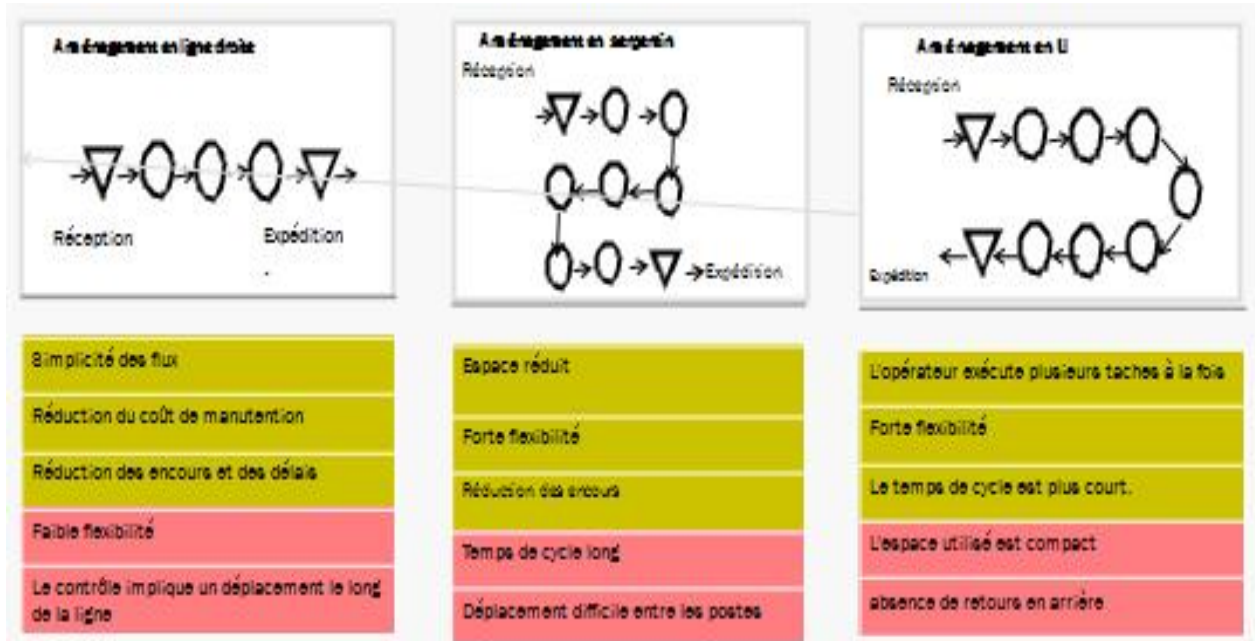 Aménagement en ligne droite
Réception
Expédition
.
Aménagement en serpentin
Réception
Expédition
Aménagement en U
Réception
Expédition
Simplicité des flux
Réduction du coût de manutention
Réduction des encours et des délais
Faible flexibilité
Le contrôle implique un déplacement le long
de la ligne
Espace réduit
Forte flexibilité
Réduction des encours
Temps de cycle long
Déplacement difficile entre les postes
L'opérateur exécute plusieurs taches à la fois
Forte flexibilité
Le temps de cycle est plus court.
L'espace utilisé est compact
absence de retours en arrière